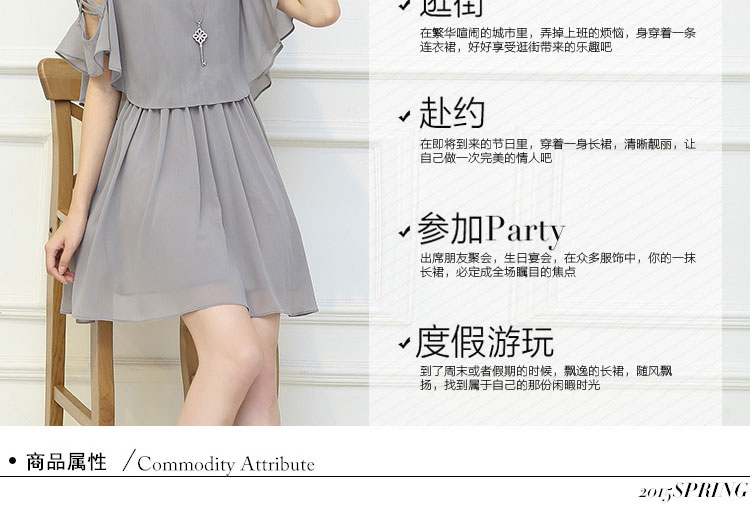 逛街
在繁华喧闹的城市里，弄掉上班的烦恼，身穿着一条
连衣裙，好好享受逛街带来的乐趣吧
赴约
在即将到来的节日里，穿着一身长裙，清晰靓丽，让
自己做一次完美的情人吧
参加Party
出席朋友聚会，生日宴会，在众多服饰中，你的一抹
长裙，必定成全场瞩目的焦点
度假游玩
到了周末或者假期的时候，飘逸的长裙，随风飘
扬，找到属于自己的那份闲暇时光
• 商品属性 / Commodity Attribute
2015SPRING